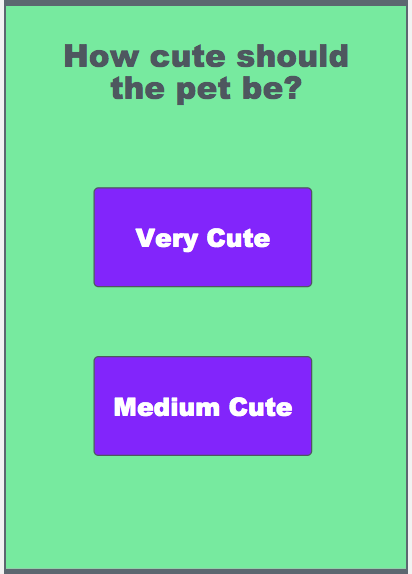 How cute should
the pet be?
Very Cute
Medium Cute